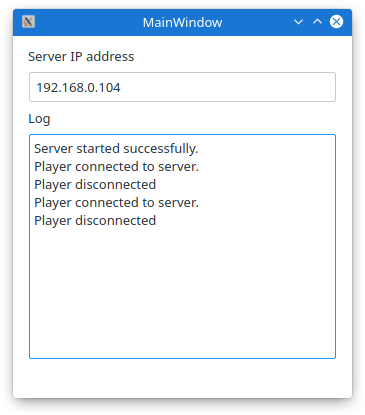 MainWindow
Server IP address
192.168.0.104
Log
Server started successfully.
Player connected to server.
Player disconnected
Player connected to server.
Player disconnected